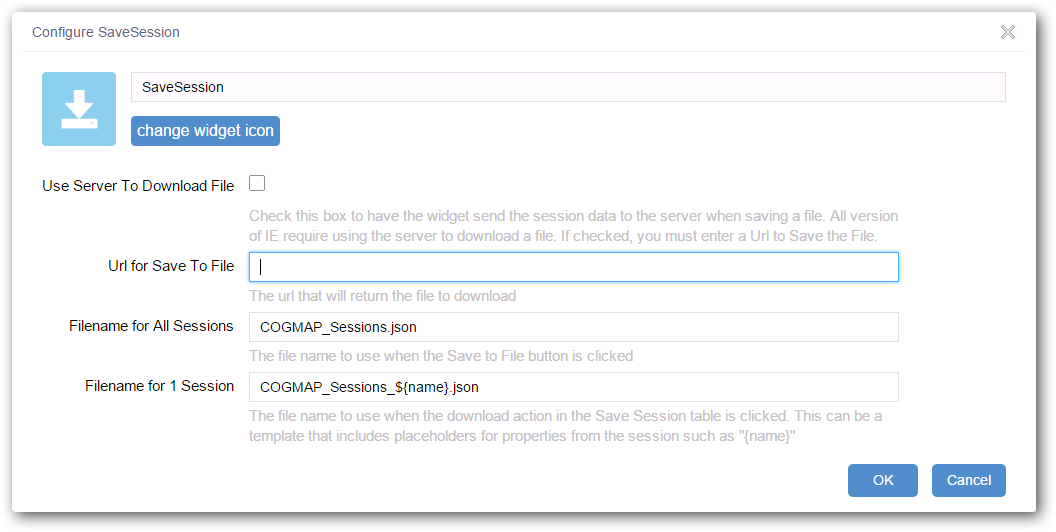 Configure SaveSession
SaveSession
change widget icon
Use Server To Download File
Check this box to have the widget send the session data to the server when saving a file. All version
of IE require using the server to download a file. If checked, you must enter a Url to Save the File.
Url for Save To File
The url that will return the file to download
Filename for All Sessions
COGMAP_Sessions.json
The file name to use when the Save to File button is clicked
Filename for 1 Session
COGMAP_Sessions_${name}.json
The file name to use when the download action in the Save Session table is clicked. This can be a
template that includes placeholders for properties from the session such as "{name}"
OK
Cancel